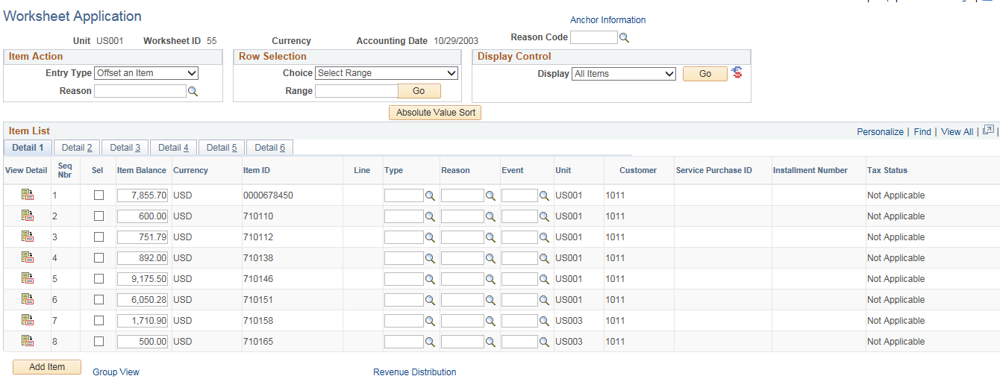 Worksheet Application
Anchor Information
Unit US001 Worksheet ID 55 Currency Accounting Date 10/29/2003 Reason Code
Item Action Row Selection Display Control
Entry Type Offset an Item Choice Select Range Display All Items Go
Reason Range Go
Absolute Value Sort
Item List Personalize | Find | View All | |
Detail 1 Detail 2 Detail 3 Detail 4 Detail 5 Detail 6
View Detail Seq Nbr Sel Item Balance Currency Item ID Line Type Reason Event Unit Customer Service Purchase ID Installment Number Tax Status
1 7,855.70 USD 0000678450 US001 1011 Not Applicable
2 600.00 USD 710110 US001 1011 Not Applicable
3 751.79 USD 710112 US001 1011 Not Applicable
4 892.00 USD 710138 US001 1011 Not Applicable
5 9,175.50 USD 710146 US001 1011 Not Applicable
6 6,050.28 USD 710151 US001 1011 Not Applicable
7 1,710.90 USD 710158 US003 1011 Not Applicable
8 500.00 USD 710165 US003 1011 Not Applicable
Add Item Group View Revenue Distribution